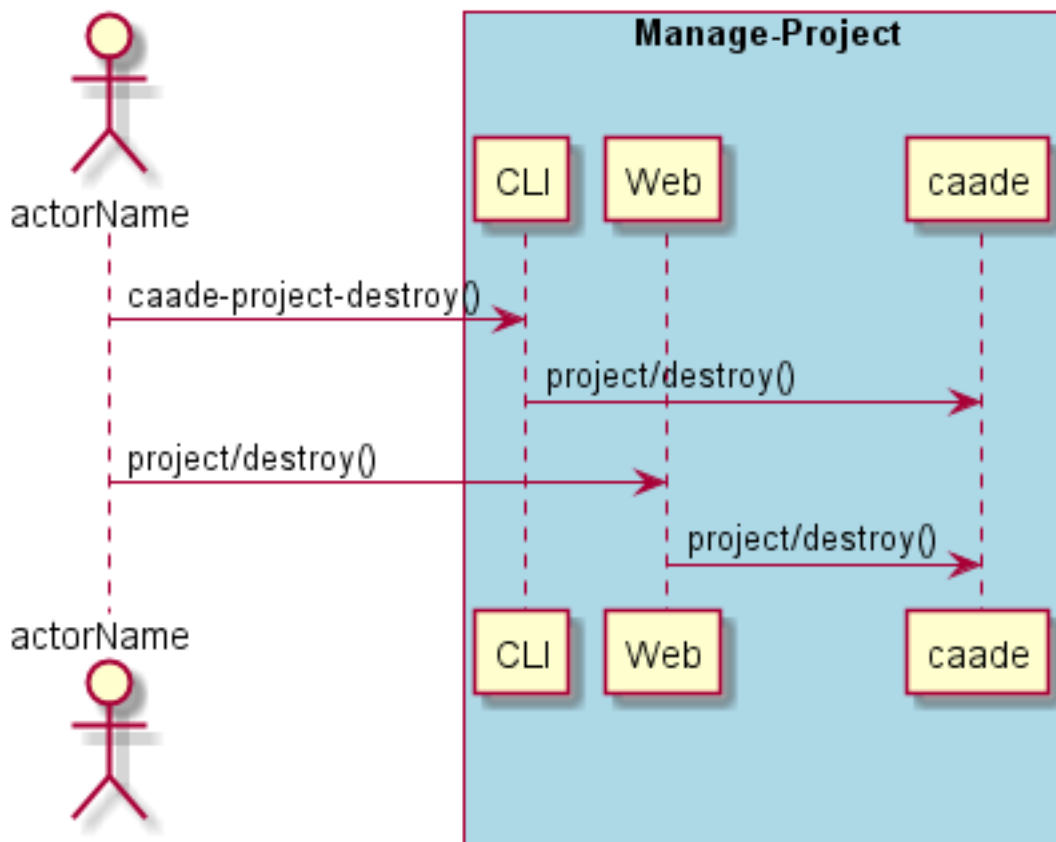 Manage-Project
CLI
Web
caade
actorName
caade-project-destroy()
project/destroy()
project/destroy()
project/destroy()
actorName
CLI
Web
caade